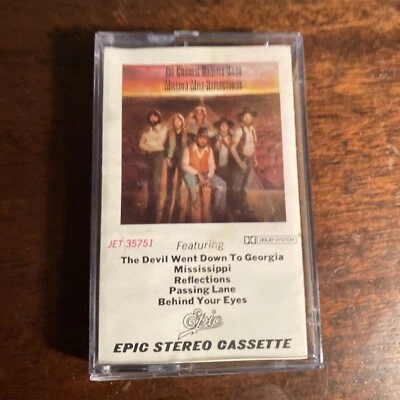 The Charlie Daniels Band
Million Mile Reflections
JET 35751
Featuring
DOLBY SYSTEM
The Devil Went Down To Georgia
Mississippi
Reflections
Passing Lane
Behind Your Eyes
Epic
EPIC STEREO CASSETTE